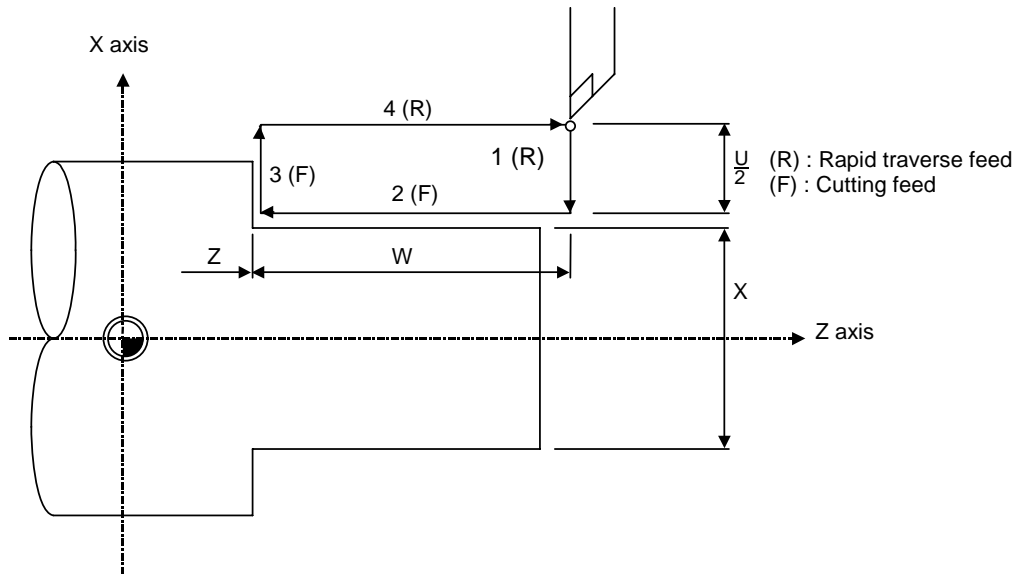 X axis
4 (R)
1 (R)
3 (F)
2 (F)
U
2
(R) : Rapid traverse feed
(F) : Cutting feed
Z
W
X
Z axis